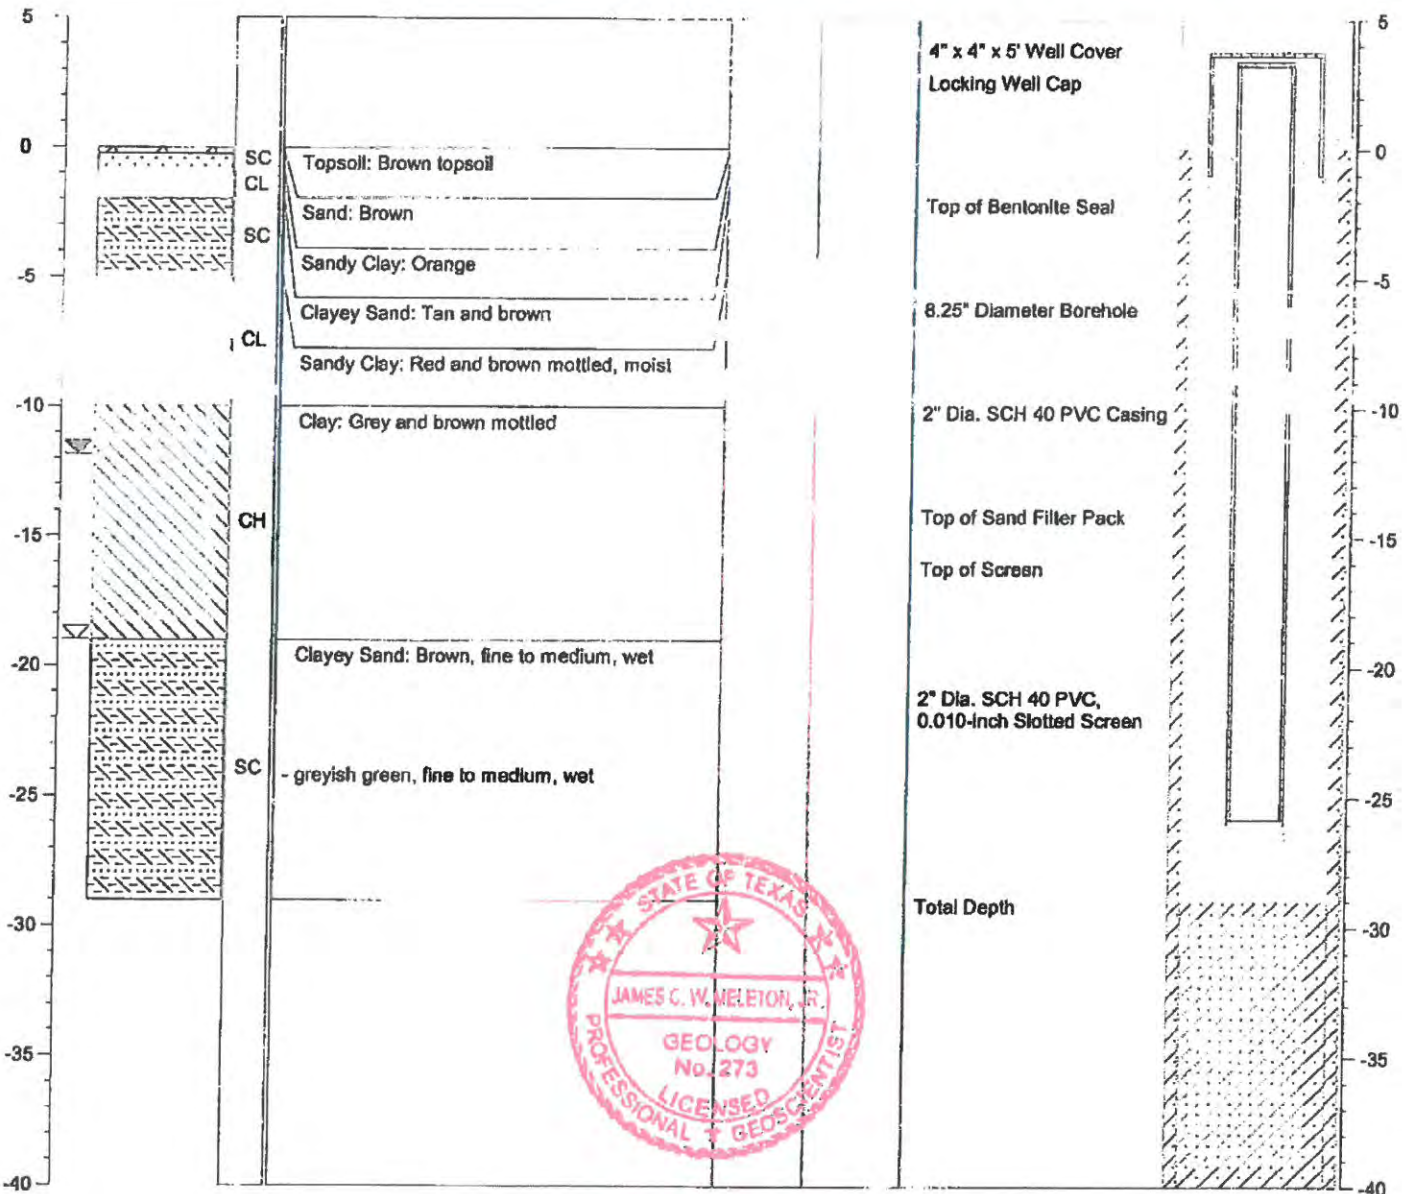 5
0
-5
-10
-15
-20
-25
-30
-35
-40
SC
CL
SC
CL
CH
SC
Topsoil: Brown topsoil
Sand: Brown
Sandy Clay: Orange
Clayey Sand: Tan and brown
Sandy Clay: Red and brown mottled, moist
Clay: Grey and brown mottled
Clayey Sand: Brown, fine to medium, wet
- greyish green, fine to medium, wet
4" x 4" x 5' Well Cover
Locking Well Cap
Top of Bentonite Seal
8.25" Diameter Borehole
2" Dia. SCH 40 PVC Casing
Top of Sand Filter Pack
Top of Screen
2" Dia. SCH 40 PVC,
0.010-inch Slotted Screen
Total Depth
5
0
-5
-10
-15
-20
-25
-30
-35
-40
STATE OF TEXAS
JAMES C. W. MELETON, JR.
GEOLOGY
No. 273
LICENSED
PROFESSIONAL GEOSCIENTIST